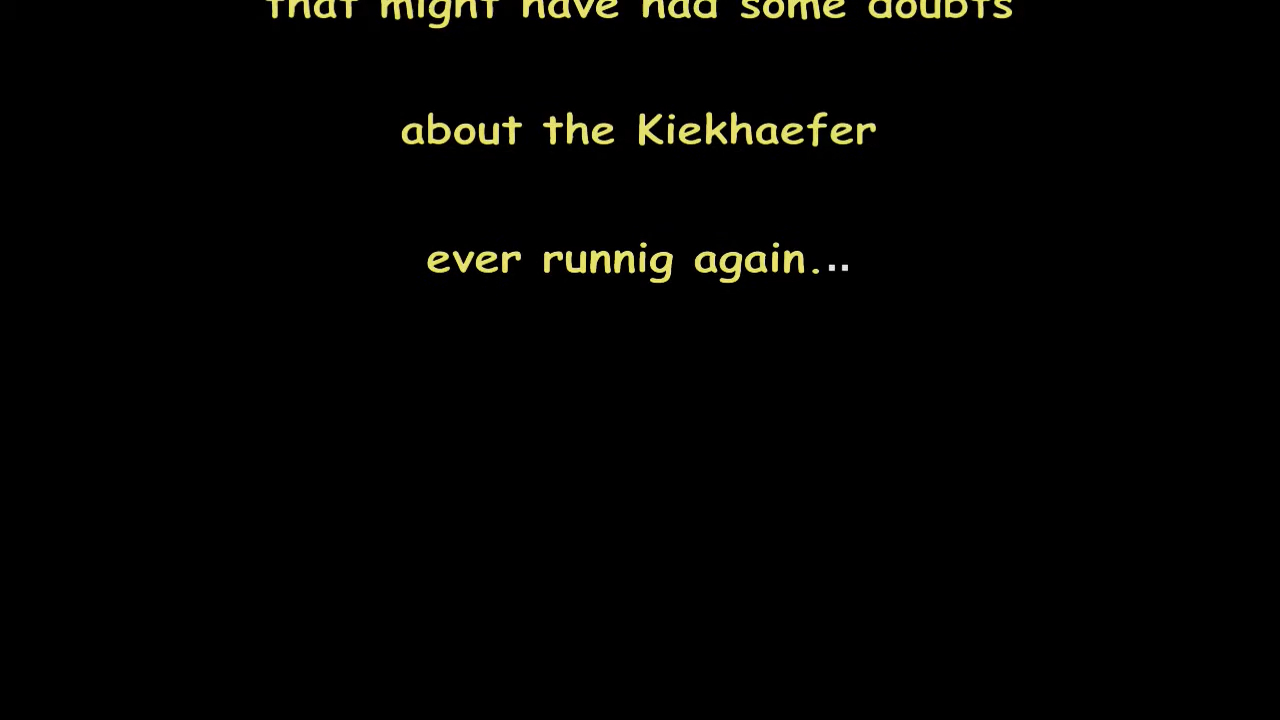 that might have had some doubts
about the Kiekhaefer
ever runnig again...